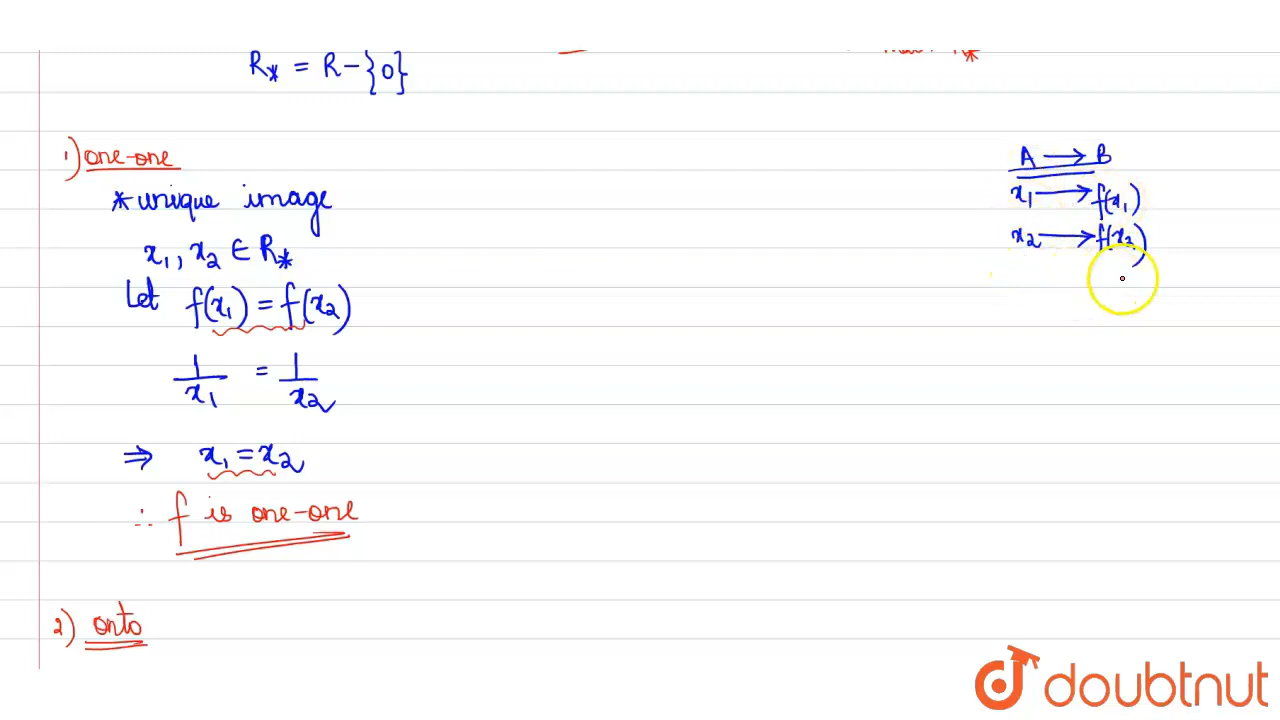 R* = R-{0}
1) one-one
* unique image
x₁, x₂ ∈ R*
Let f(x₁) = f(x₂)
1/x₁ = 1/x₂
⇒ x₁ = x₂
∴ f is one-one
2) onto
A → B
x₁ → f(x₁)
x₂ → f(x₂)
doubtnut